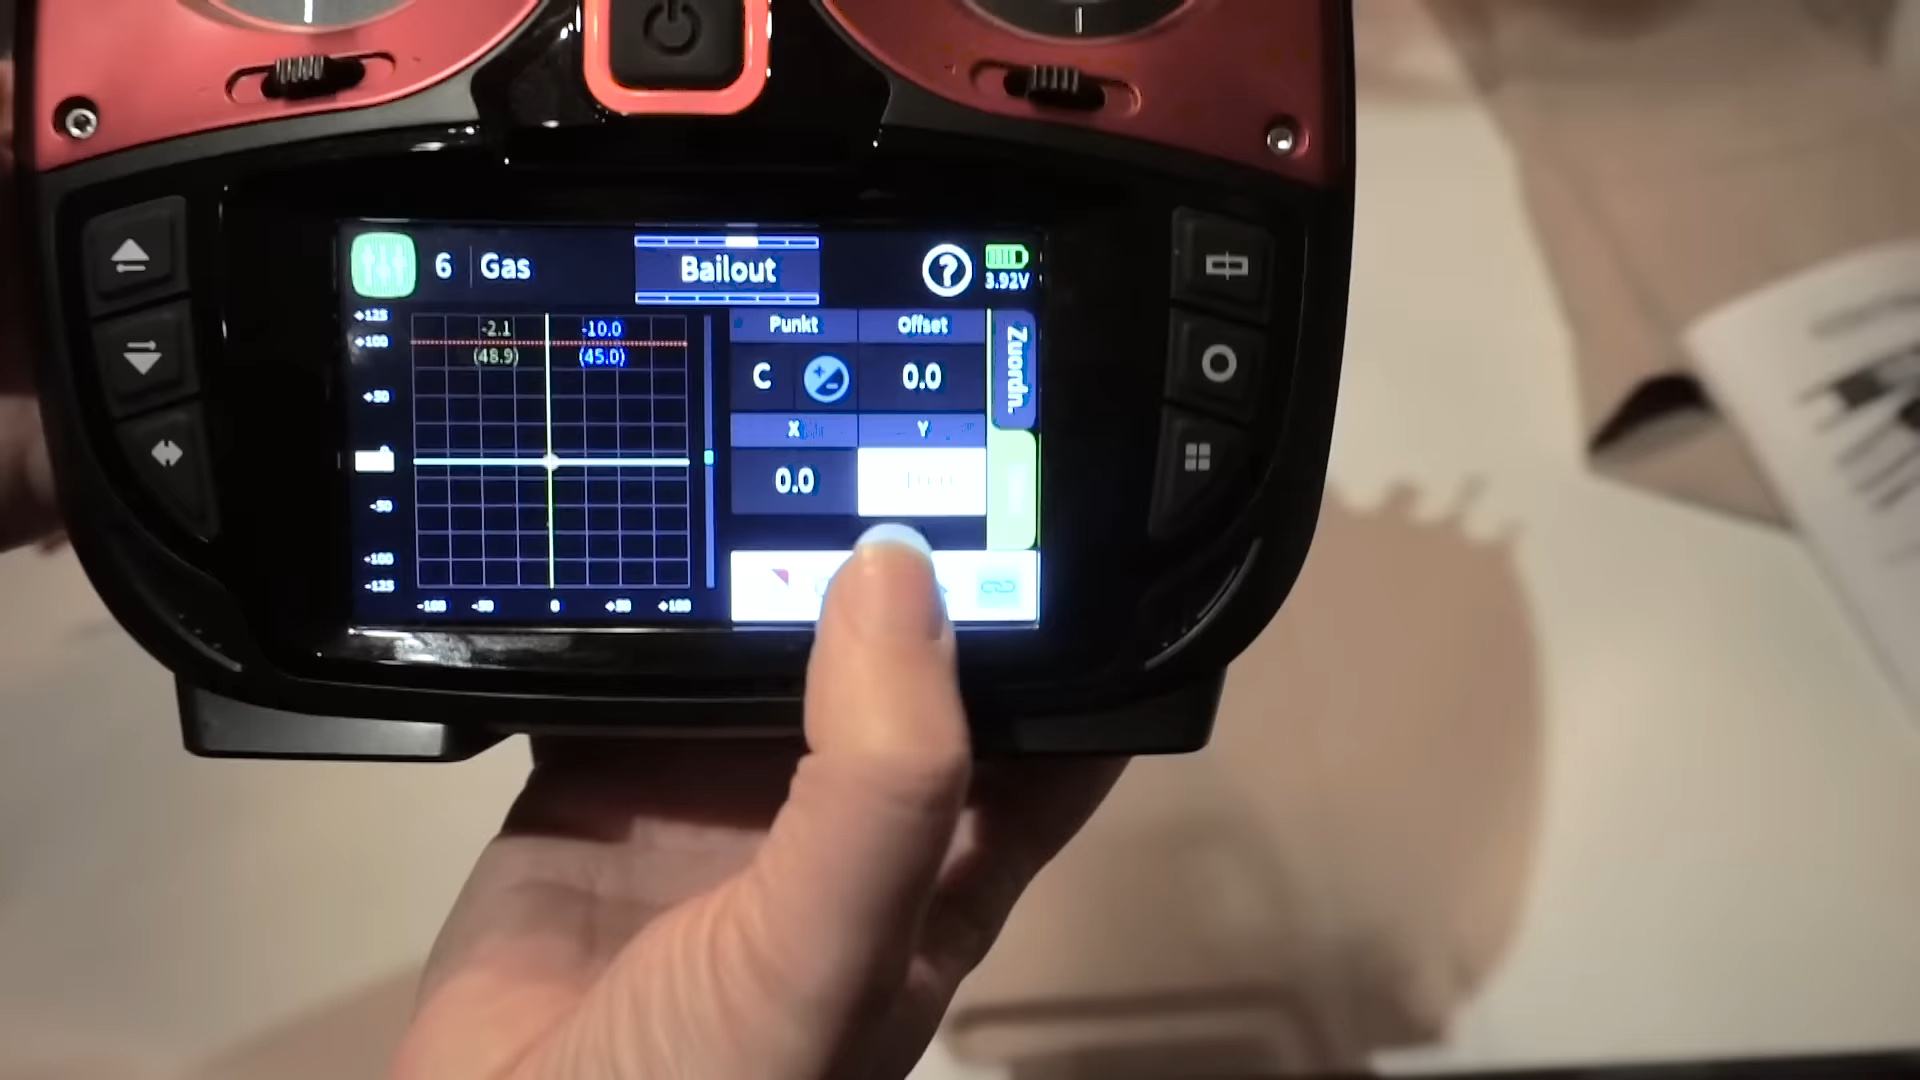 6 Gas
Bailout
?
3.92V
+125
+100
+50
-50
-100
-125
-100 -50 0 +50 +100
-2.1
(48.9)
-10.0
(45.0)
Punkt Offset
C 0.0
X Y
0.0
Zuordn.